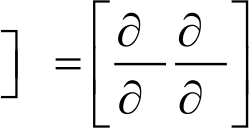 ] = [ ∂/∂ ∂/∂ ]